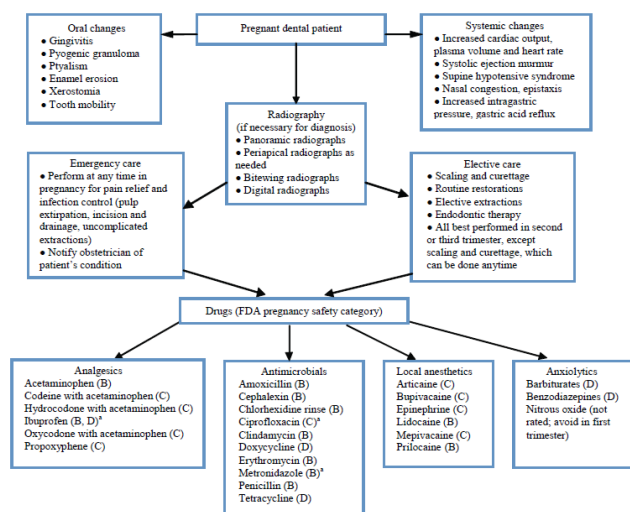 Oral changes
● Gingivitis
● Pyogenic granuloma
● Ptyalism
● Enamel erosion
● Xerostomia
● Tooth mobility
Pregnant dental patient
Systemic changes
● Increased cardiac output,
plasma volume and heart rate
● Systolic ejection murmur
● Supine hypotensive syndrome
● Nasal congestion, epistaxis
● Increased intragastric
pressure, gastric acid reflux
Radiography
(if necessary for diagnosis)
● Panoramic radiographs
● Periapical radiographs as
needed
● Bitewing radiographs
● Digital radiographs
Emergency care
● Perform at any time in
pregnancy for pain relief and
infection control (pulp
extirpation, incision and
drainage, uncomplicated
extractions)
● Notify obstetrician of
patient's condition
Elective care
● Scaling and curettage
● Routine restorations
● Elective extractions
● Endodontic therapy
● All best performed in second
or third trimester, except
scaling and curettage, which
can be done anytime
Drugs (FDA pregnancy safety category)
Analgesics
Acetaminophen (B)
Codeine with acetaminophen (C)
Hydrocodone with acetaminophen (C)
Ibuprofen (B, D)ª
Oxycodone with acetaminophen (C)
Propoxyphene (C)
Antimicrobials
Amoxicillin (B)
Cephalexin (B)
Chlorhexidine rinse (B)
Ciprofloxacin (C)ª
Clindamycin (B)
Doxycycline (D)
Erythromycin (B)
Metronidazole (B)ª
Penicillin (B)
Tetracycline (D)
Local anesthetics
Articaine (C)
Bupivacaine (C)
Epinephrine (C)
Lidocaine (B)
Mepivacaine (C)
Prilocaine (B)
Anxiolytics
Barbiturates (D)
Benzodiazepines (D)
Nitrous oxide (not
rated; avoid in first
trimester)